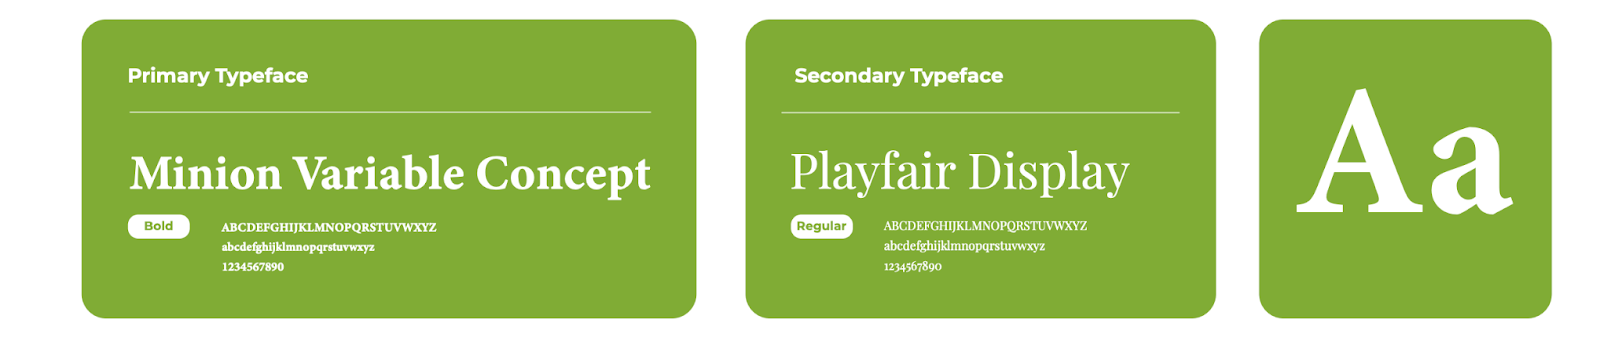 Primary Typeface
Minion Variable Concept
Bold
ABCDEFGHIJKLMNOPQRSTUVWXYZ
abcdefghijklmnopqrstuvwxyz
1234567890
Secondary Typeface
Playfair Display
Regular
ABCDEFGHIJKLMNOPQRSTUVWXYZ
abcdefghijklmnopqrstuvwxyz
1234567890
Aa